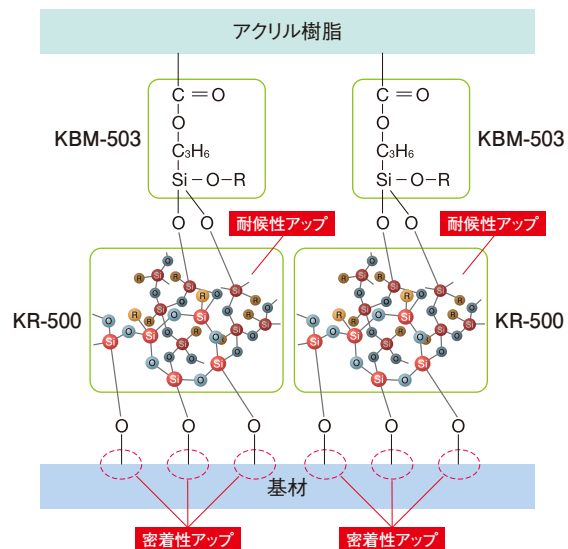 アクリル樹脂
C=O
C=O
O
O
KBM-503
KBM-503
C₃H₆
C₃H₆
Si-O-R
Si-O-R
O O
O O
耐候性アップ
耐候性アップ
KR-500
KR-500
O O O O O O
基材
密着性アップ
密着性アップ